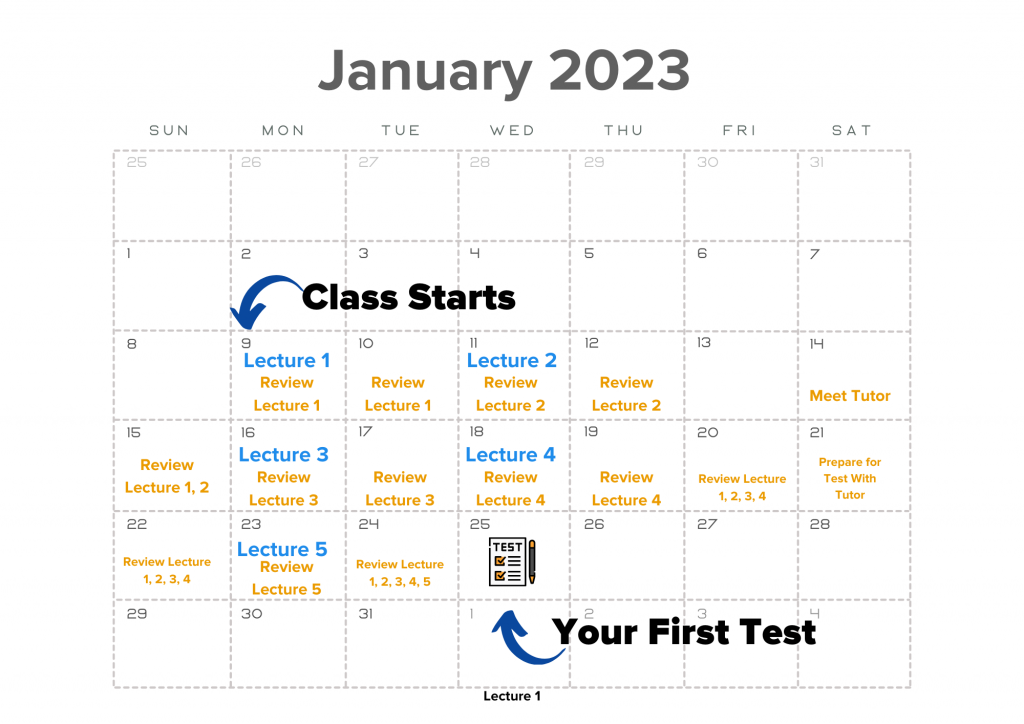 January 2023
SUN MON TUE WED THU FRI SAT
25 26 27 28 29 30 31
1 2 3 4 5 6 7
Class Starts
8 9 10 11 12 13 14
Lecture 1 Lecture 2
Review Review Review Review
Lecture 1 Lecture 1 Lecture 2 Lecture 2 Meet Tutor
15 16 17 18 19 20 21
Lecture 3 Lecture 4
Review Review Review Review Review Review Lecture Prepare for
Lecture 1, 2 Lecture 3 Lecture 3 Lecture 4 Lecture 4 1, 2, 3, 4 Test With
Tutor
22 23 24 25 26 27 28
Lecture 5 TEST
Review Lecture Review Review Lecture
1, 2, 3, 4 Lecture 5 1, 2, 3, 4, 5
29 30 31 1 2 3 4
Your First Test
Lecture 1